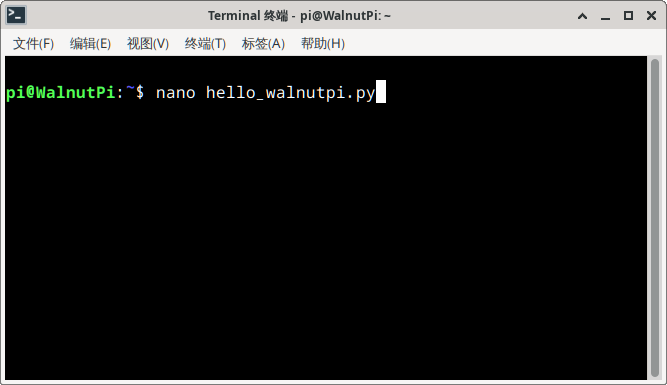 Terminal 终端 - pi@WalnutPi: ~
文件(F) 编辑(E) 视图(V) 终端(T) 标签(A) 帮助(H)
pi@WalnutPi:~$ nano hello_walnutpi.py